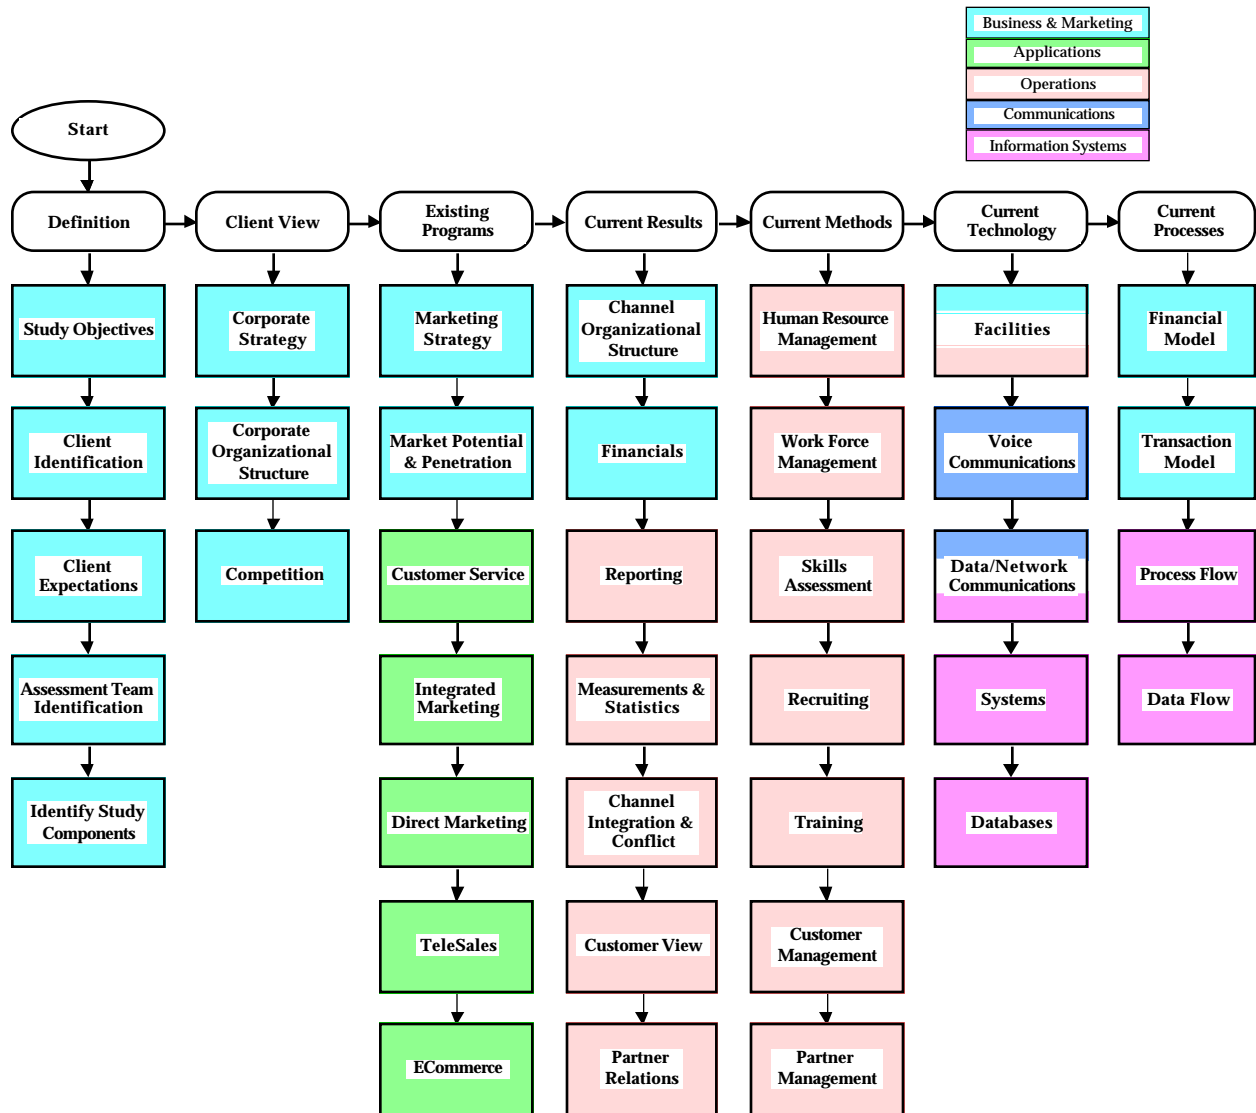 Business & Marketing
Applications
Operations
Communications
Information Systems
Start
Definition
Client View
Existing
Programs
Current Results
Current Methods
Current
Technology
Current
Processes
Study Objectives
Corporate
Strategy
Marketing
Strategy
Channel
Organizational
Structure
Human Resource
Management
Facilities
Financial
Model
Client
Identification
Corporate
Organizational
Structure
Market Potential
& Penetration
Financials
Work Force
Management
Voice
Communications
Transaction
Model
Client
Expectations
Competition
Customer Service
Reporting
Skills
Assessment
Data/Network
Communications
Process Flow
Assessment Team
Identification
Integrated
Marketing
Measurements &
Statistics
Recruiting
Systems
Data Flow
Identify Study
Components
Direct Marketing
Channel
Integration &
Conflict
Training
Databases
TeleSales
Customer View
Customer
Management
ECommerce
Partner
Relations
Partner
Management